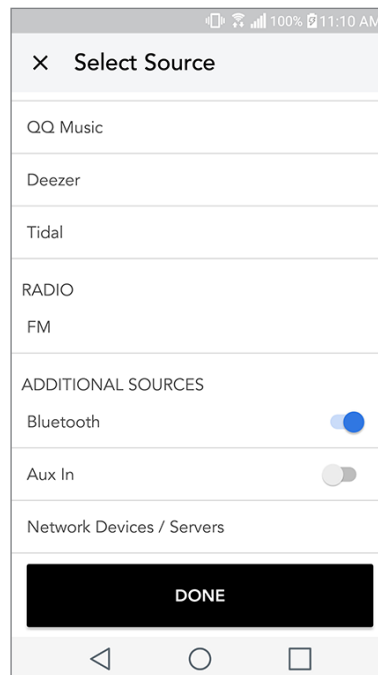 100% 11:10 AM
Select Source
QQ Music
Deezer
Tidal
RADIO
FM
ADDITIONAL SOURCES
Bluetooth
Aux In
Network Devices / Servers
DONE